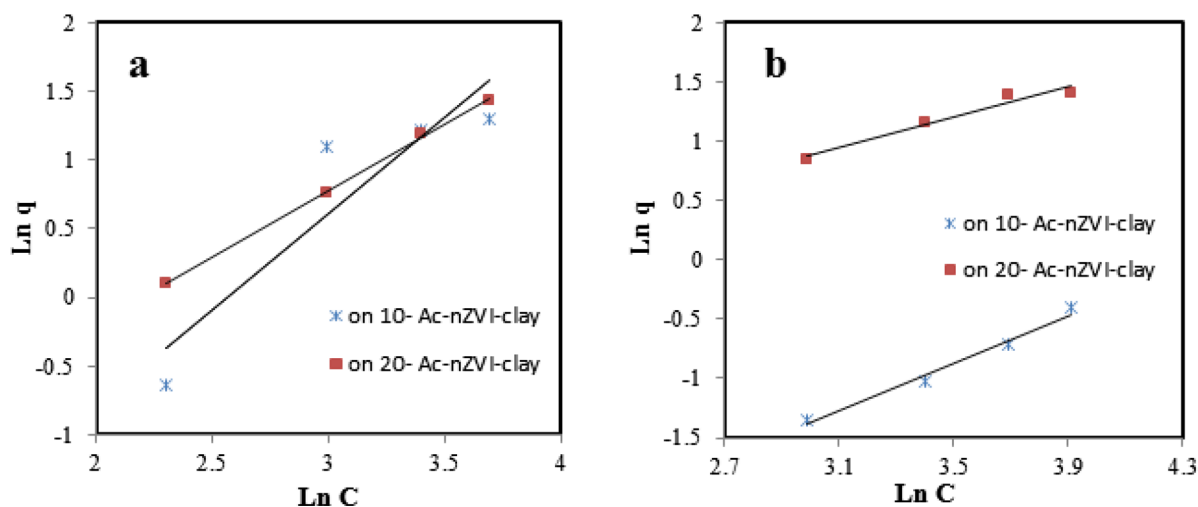 a
Ln q
2
1.5
1
0.5
0
-0.5
-1
2
2.5
3
3.5
4
Ln C
on 10- Ac-nZVI-clay
on 20- Ac-nZVI-clay
b
Ln q
2
1.5
1
0.5
0
-0.5
-1
-1.5
2.7
3.1
3.5
3.9
4.3
Ln C
on 10- Ac-nZVI-clay
on 20- Ac-nZVI-clay